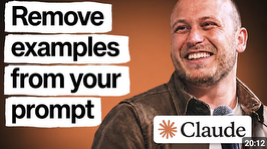 Remove
examples
from your
prompt
Claude
20:12